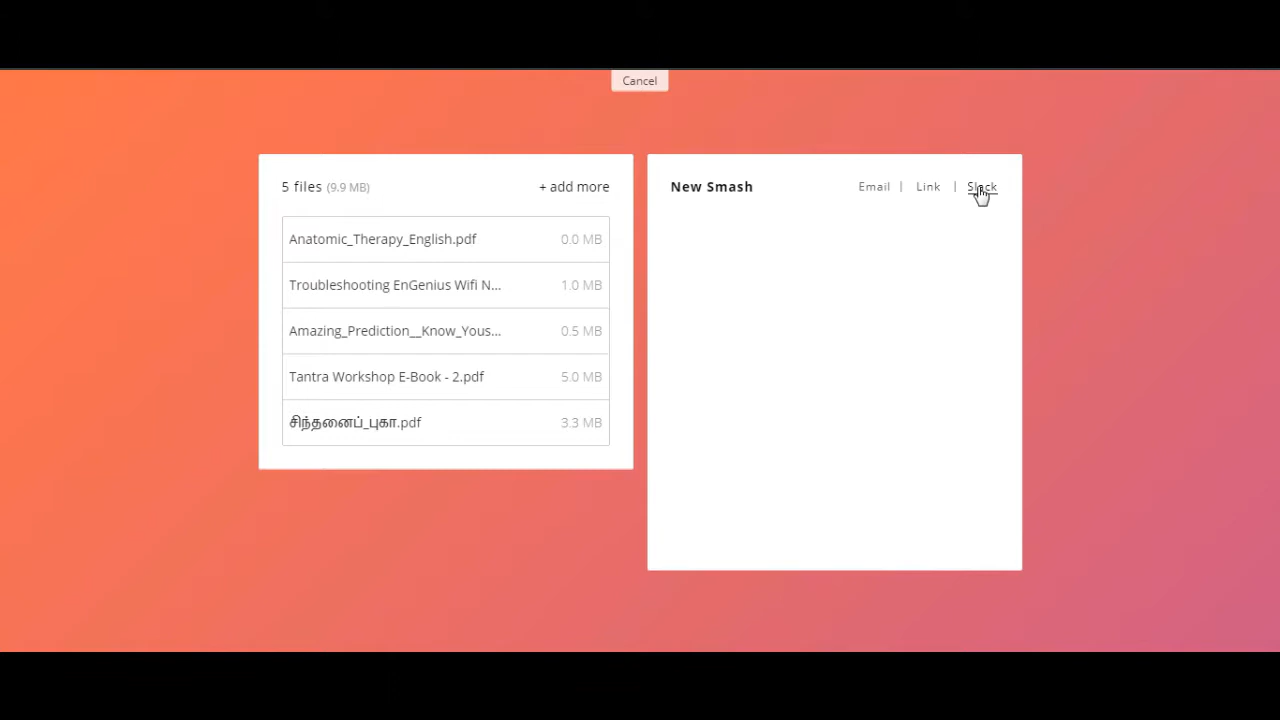 Cancel
5 files (9.9 MB)
+ add more
Anatomic_Therapy_English.pdf 0.0 MB
Troubleshooting EnGenius Wifi N... 1.0 MB
Amazing_Prediction__Know_Yous... 0.5 MB
Tantra Workshop E-Book - 2.pdf 5.0 MB
சிந்தனைப்_புகா.pdf 3.3 MB
New Smash
Email | Link | Slack